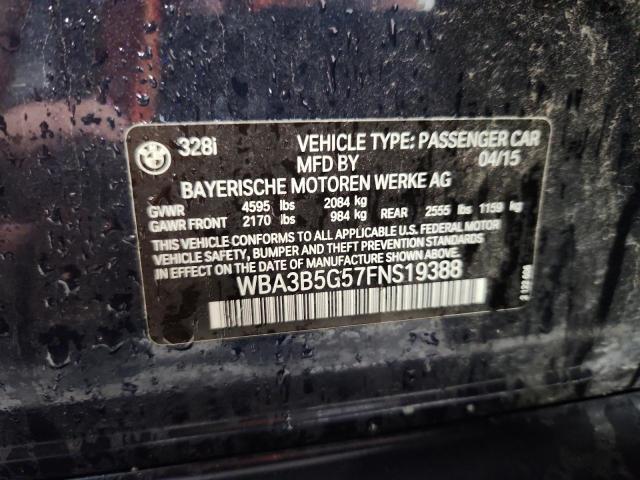 328i VEHICLE TYPE: PASSENGER CAR
MFD BY 04/15
BAYERISCHE MOTOREN WERKE AG
GVWR 4595 lbs 2084 kg
GAWR FRONT 2170 lbs 984 kg REAR 2555 lbs 1159 kg
THIS VEHICLE CONFORMS TO ALL APPLICABLE U.S. FEDERAL MOTOR
VEHICLE SAFETY, BUMPER AND THEFT PREVENTION STANDARDS
IN EFFECT ON THE DATE OF MANUFACTURE SHOWN ABOVE.
WBA3B5G57FNS19388